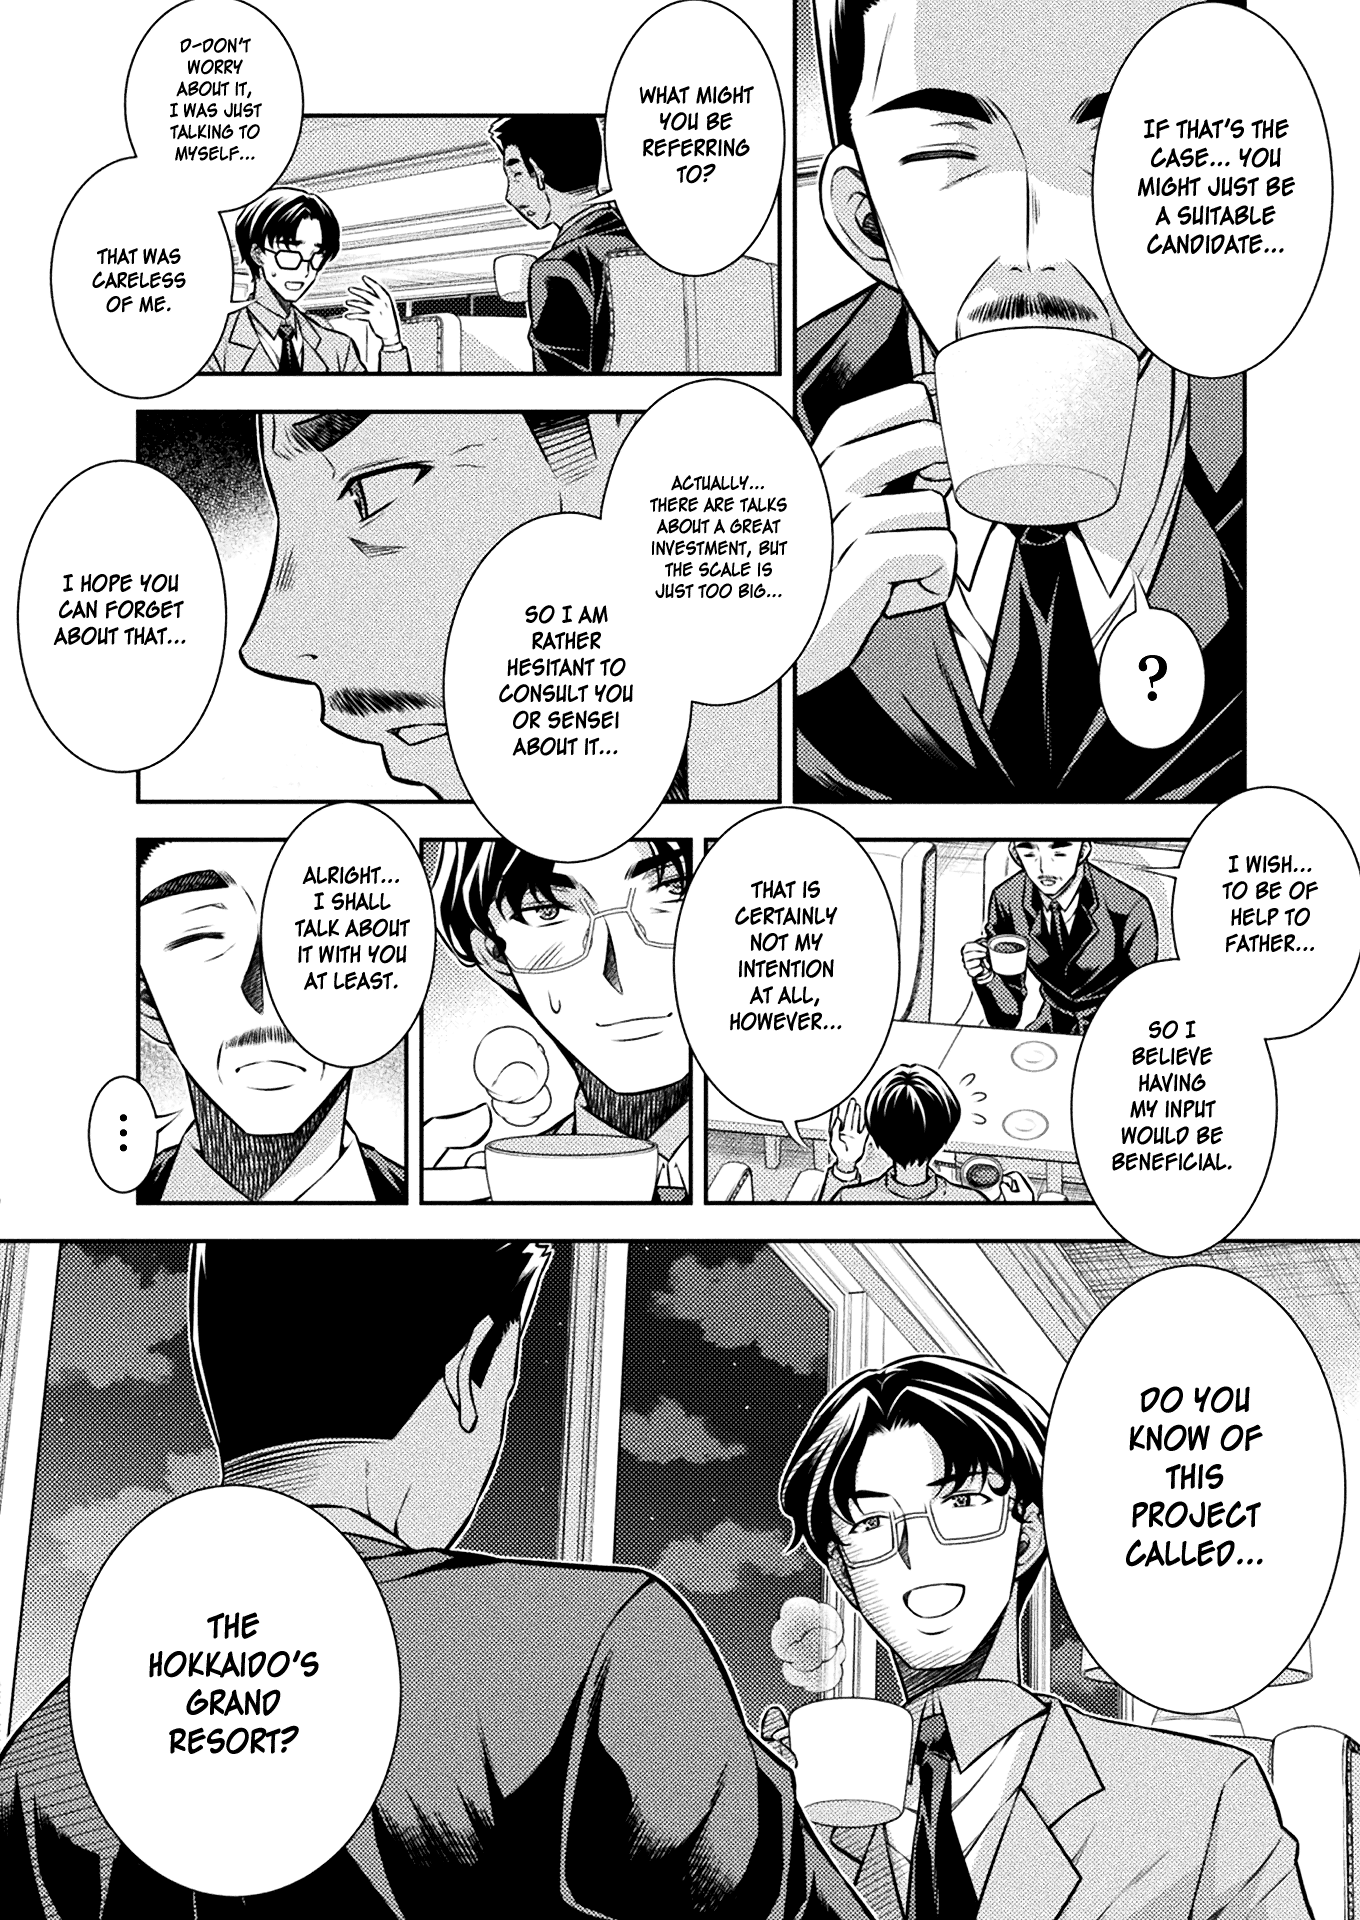 IF THAT'S THE
CASE... YOU
MIGHT JUST BE
A SUITABLE
CANDIDATE...
?
WHAT MIGHT
YOU BE
REFERRING
TO?
D-DON'T
WORRY
ABOUT IT,
I WAS JUST
TALKING TO
MYSELF...
THAT WAS
CARELESS
OF ME.
ACTUALLY...
THERE ARE TALKS
ABOUT A GREAT
INVESTMENT, BUT
THE SCALE IS
JUST TOO BIG...
SO I AM
RATHER
HESITANT TO
CONSULT YOU
OR SENSEI
ABOUT IT...
I HOPE YOU
CAN FORGET
ABOUT THAT...
I WISH...
TO BE OF
HELP TO
FATHER...
SO I
BELIEVE
HAVING
MY INPUT
WOULD BE
BENEFICIAL.
THAT IS
CERTAINLY
NOT MY
INTENTION
AT ALL,
HOWEVER...
ALRIGHT...
I SHALL
TALK ABOUT
IT WITH YOU
AT LEAST.
...
DO YOU
KNOW OF
THIS
PROJECT
CALLED...
THE
HOKKAIDO'S
GRAND
RESORT?